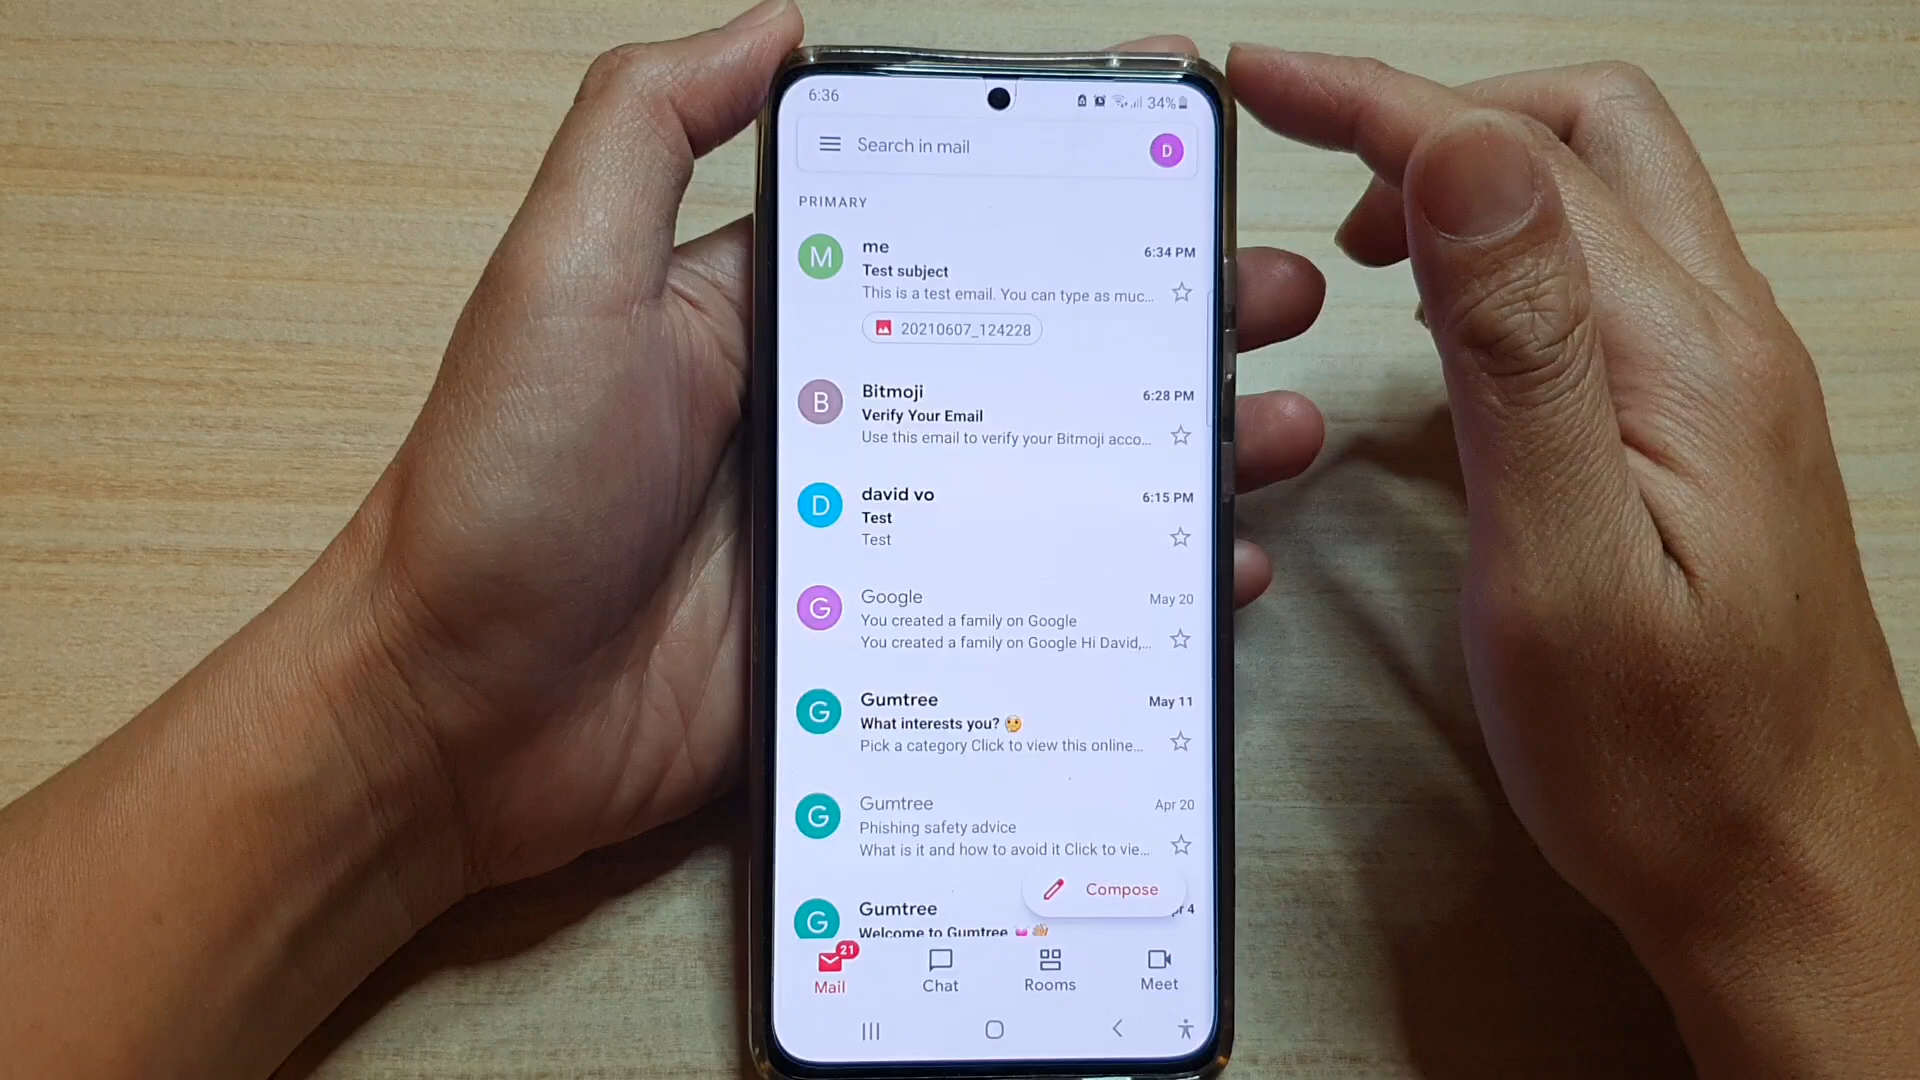 6:36
34%
Search in mail
D
PRIMARY
M
me
6:34 PM
Test subject
This is a test email. You can type as muc...
20210607_124228
B
Bitmoji
6:28 PM
Verify Your Email
Use this email to verify your Bitmoji acco...
D
david vo
6:15 PM
Test
Test
G
Google
May 20
You created a family on Google
You created a family on Google Hi David,...
G
Gumtree
May 11
What interests you? 🤔
Pick a category Click to view this online...
G
Gumtree
Apr 20
Phishing safety advice
What is it and how to avoid it Click to vie...
Compose
G
Gumtree
r 4
Welcome to Gumtree
21
Mail
Chat
Rooms
Meet